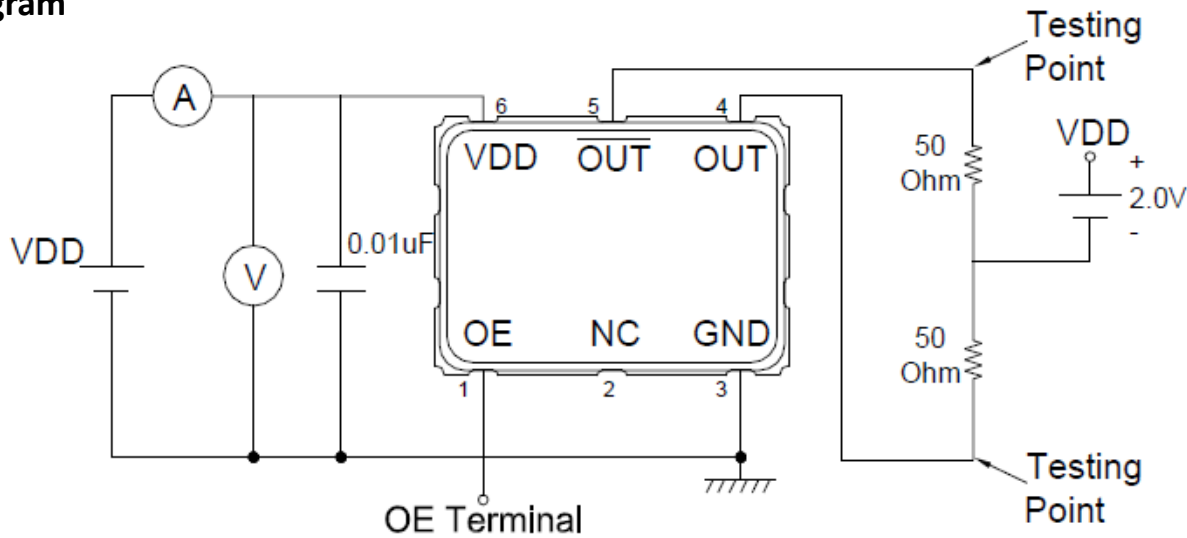 gram
Testing
Point
A
6
5
4
VDD
OUT
OUT
50
Ohm
VDD
+
2.0V
-
VDD
V
0.01uF
OE
NC
GND
50
Ohm
1
2
3
OE Terminal
Testing
Point